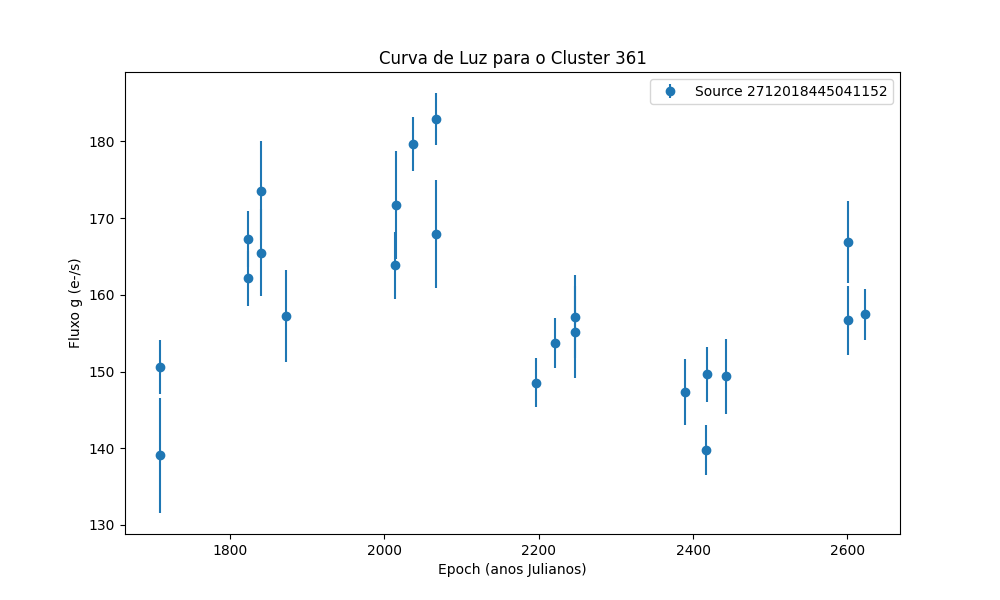 Curva de Luz para o Cluster 361
Source 2712018445041152
180
170
160
150
140
130
Fluxo g (e-/s)
1800 2000 2200 2400 2600
Epoch (anos Julianos)